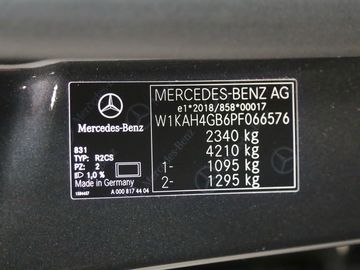 MERCEDES-BENZ AG
e1*2018/858*00017
W1KAH4GB6PF066576
2340 kg
4210 kg
1- 1095 kg
2- 1295 kg
Mercedes-Benz
831
TYP: R2CS
PZ: 2
1,0 %
Made in Germany
A 000 817 44 04